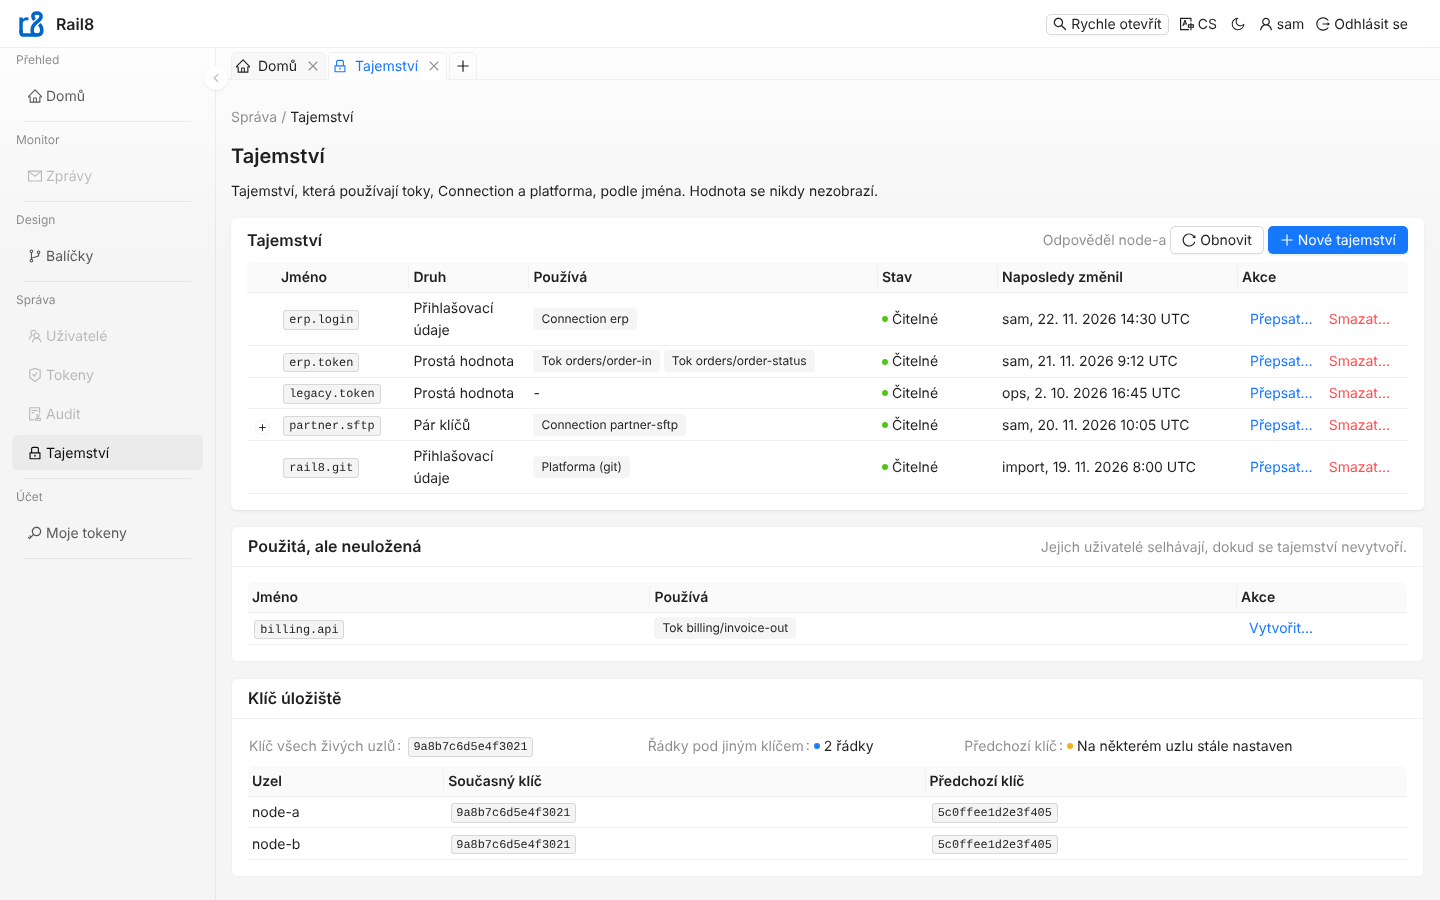 Rail8
Rychle otevřít
CS
sam
Odhlásit se
Přehled
Domů
Monitor
Zprávy
Design
Balíčky
Správa
Uživatelé
Tokeny
Audit
Tajemství
Účet
Moje tokeny
Domů
Tajemství
Správa / Tajemství
Tajemství
Tajemství, která používají toky, Connection a platforma, podle jména. Hodnota se nikdy nezobrazí.
Tajemství
Odpověděl node-a
Obnovit
Nové tajemství
Jméno Druh Používá Stav Naposledy změnil Akce
erp.login Přihlašovací údaje Connection erp Čitelné sam, 22. 11. 2026 14:30 UTC Přepsat... Smazat...
erp.token Prostá hodnota Tok orders/order-in Tok orders/order-status Čitelné sam, 21. 11. 2026 9:12 UTC Přepsat... Smazat...
legacy.token Prostá hodnota - Čitelné ops, 2. 10. 2026 16:45 UTC Přepsat... Smazat...
+ partner.sftp Pár klíčů Connection partner-sftp Čitelné sam, 20. 11. 2026 10:05 UTC Přepsat... Smazat...
rail8.git Přihlašovací údaje Platforma (git) Čitelné import, 19. 11. 2026 8:00 UTC Přepsat... Smazat...
Použitá, ale neuložená
Jejich uživatelé selhávají, dokud se tajemství nevytvoří.
Jméno Používá Akce
billing.api Tok billing/invoice-out Vytvořit...
Klíč úložiště
Klíč všech živých uzlů: 9a8b7c6d5e4f3021 Řádky pod jiným klíčem: 2 řádky Předchozí klíč: Na některém uzlu stále nastaven
Uzel Současný klíč Předchozí klíč
node-a 9a8b7c6d5e4f3021 5c0ffee1d2e3f405
node-b 9a8b7c6d5e4f3021 5c0ffee1d2e3f405